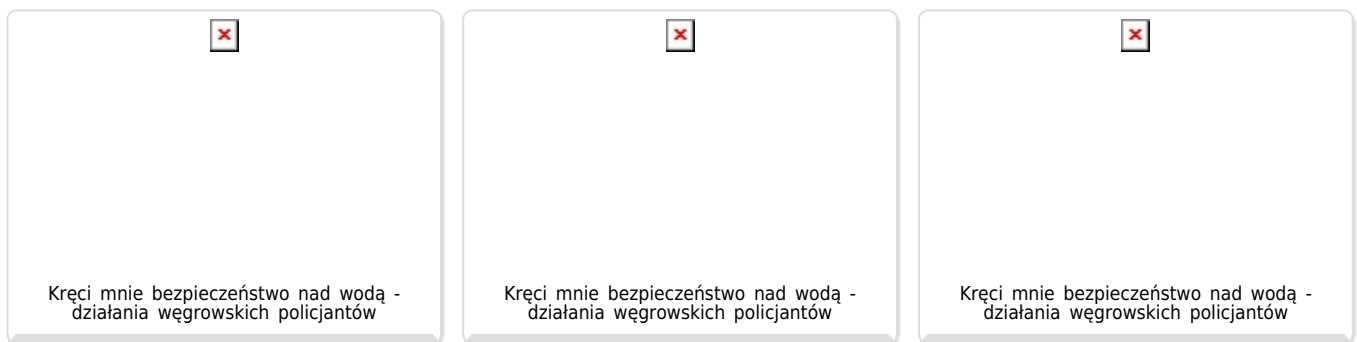 Kręci mnie bezpieczeństwo nad wodą -
działania węgrowskich policjantów
Kręci mnie bezpieczeństwo nad wodą -
działania węgrowskich policjantów
Kręci mnie bezpieczeństwo nad wodą -
działania węgrowskich policjantów